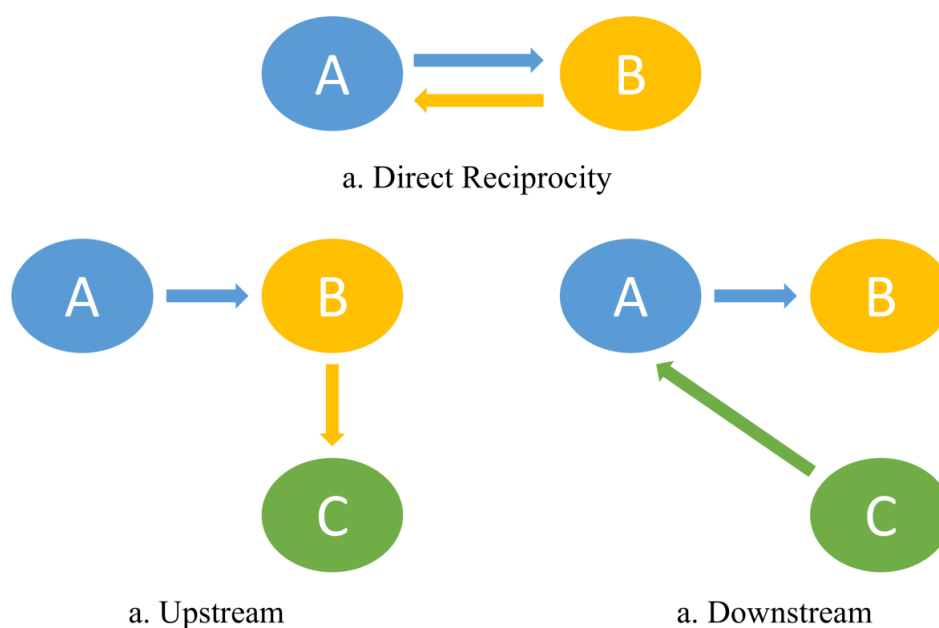 A B
a. Direct Reciprocity
A B
C
a. Upstream
A B
C
a. Downstream